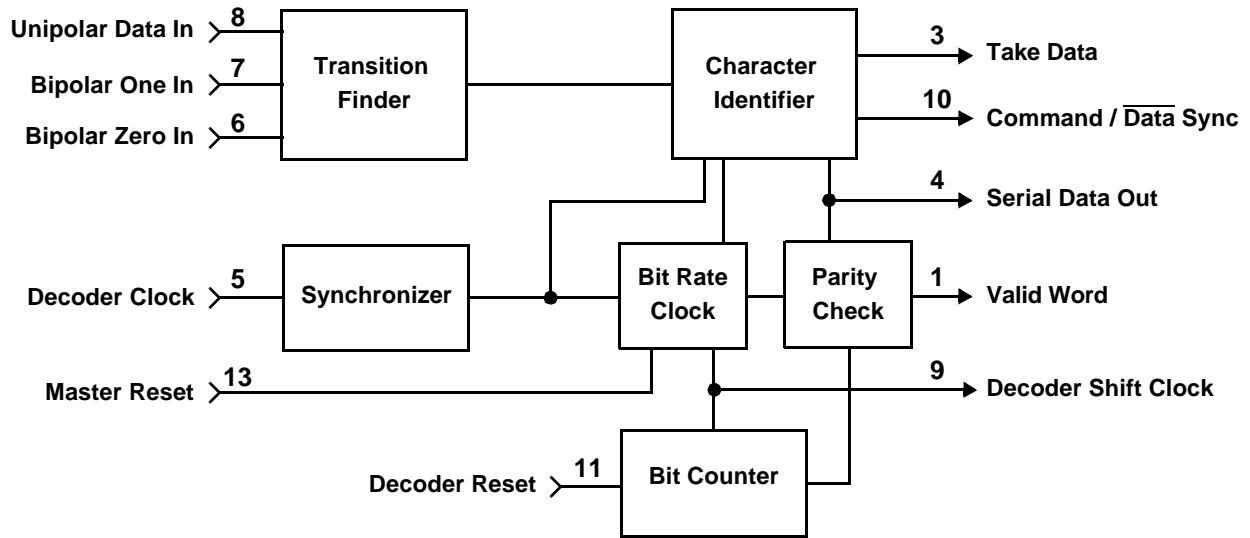 Unipolar Data In
8
Bipolar One In
7
Bipolar Zero In
6
Transition
Finder
Character
Identifier
3
Take Data
10
Command / Data Sync
4
Serial Data Out
Decoder Clock
5
Synchronizer
Bit Rate
Clock
Parity
Check
1
Valid Word
Master Reset
13
9
Decoder Shift Clock
Decoder Reset
11
Bit Counter